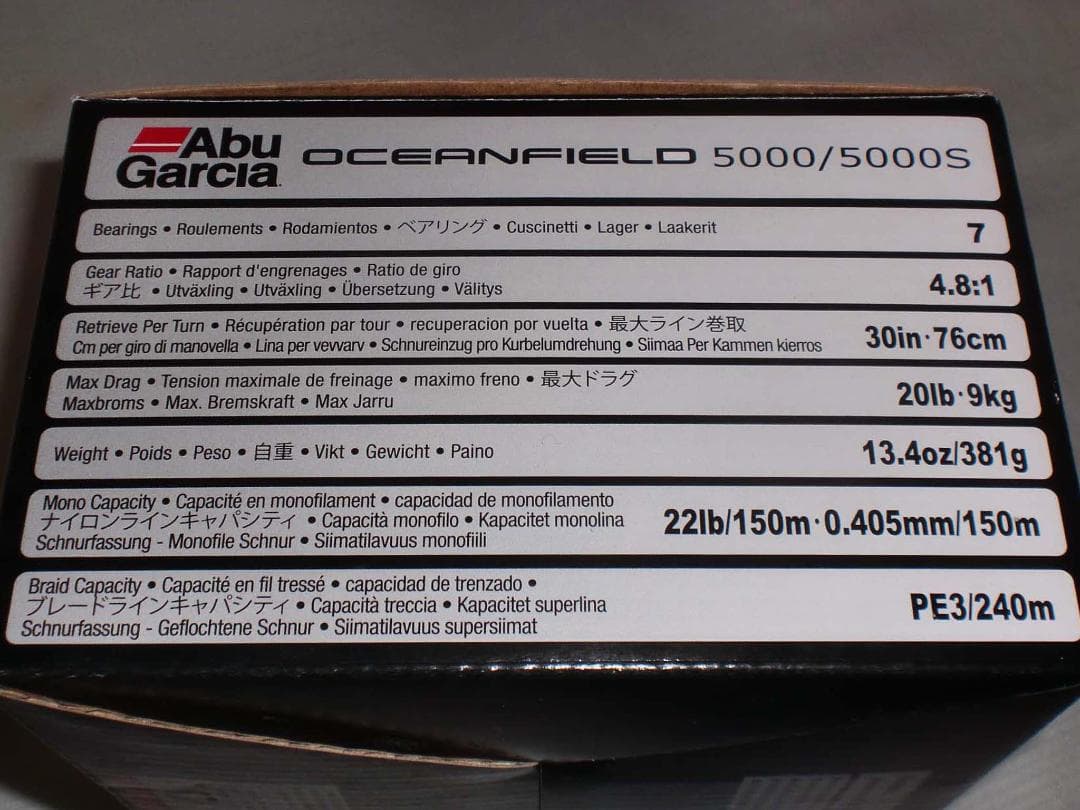 Abu Garcia OCEANFIELD 5000/5000S
Bearings • Roulements • Rodamientos • ベアリング • Cuscinetti • Lager • Laakerit 7
Gear Ratio • Rapport d'engrenages • Ratio de giro
ギア比 • Utväxling • Utväxling • Übersetzung • Välitys 4.8:1
Retrieve Per Turn • Récupération par tour • recuperacion por vuelta • 最大ライン巻取
Cm per giro di manovella • Lina per vevvarv • Schnureinzug pro Kurbelumdrehung • Siimaa Per Kammen kierros 30in·76cm
Max Drag • Tension maximale de freinage • maximo freno • 最大ドラグ
Maxbroms • Max. Bremskraft • Max Jarru 20lb·9kg
Weight • Poids • Peso • 自重 • Vikt • Gewicht • Paino 13.4oz/381g
Mono Capacity • Capacité en monofilament • capacidad de monofilamento
ナイロンラインキャパシティ • Capacità monofilo • Kapacitet monolina 22lb/150m·0.405mm/150m
Schnurfassung - Monofile Schnur • Siimatilavuus monofiili
Braid Capacity • Capacité en fil tressé • capacidad de trenzado •
ブレードラインキャパシティ • Capacità treccia • Kapacitet superlina PE3/240m
Schnurfassung - Geflochtene Schnur • Siimatilavuus supersiimat